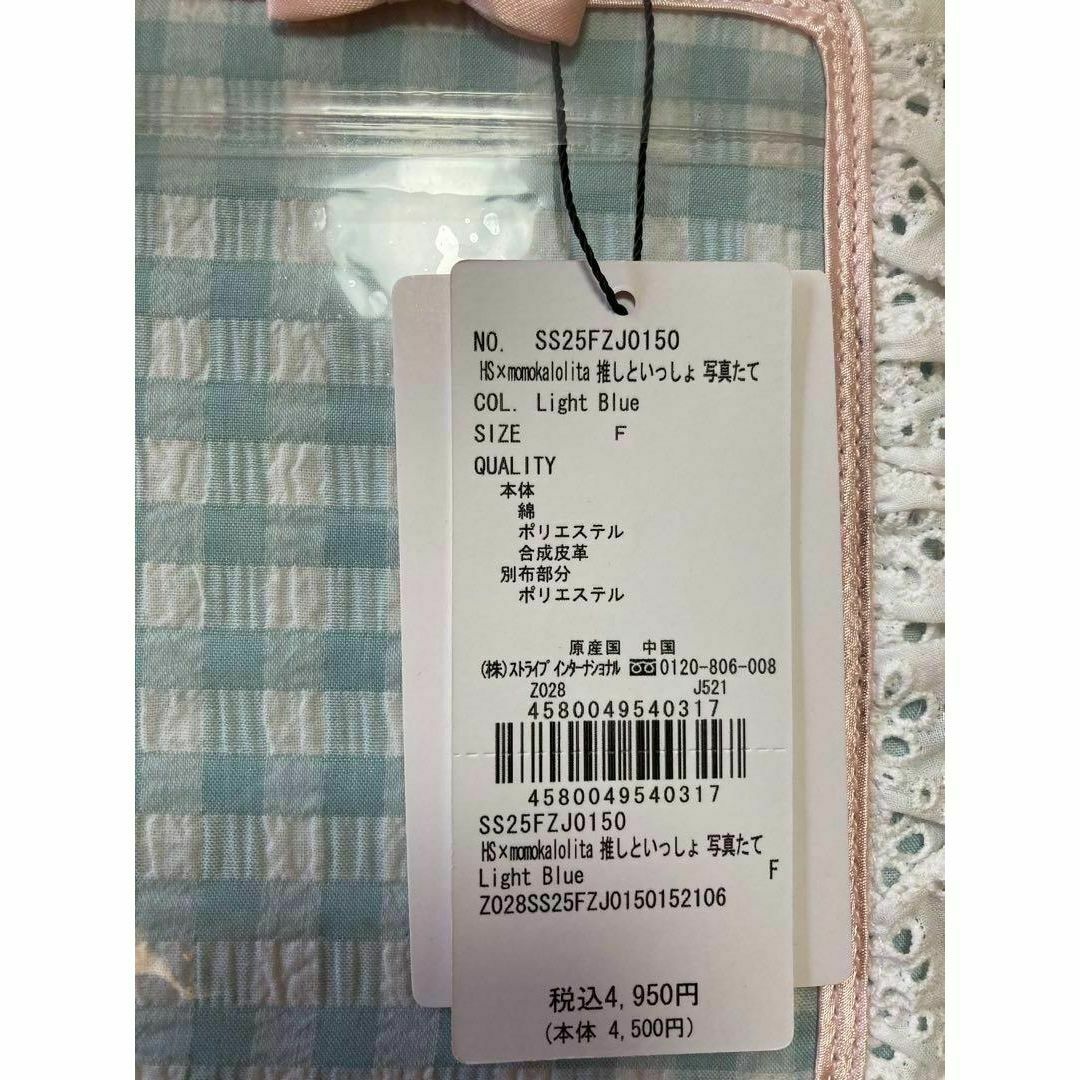 NO. SS25FZJ0150
HS×momokalolita 推しといっしょ 写真たて
COL. Light Blue
SIZE F
QUALITY
本体
綿
ポリエステル
合成皮革
別布部分
ポリエステル
原産国 中国
(株)ストライプインターナショナル 0120-806-008
Z028 J521
4580049540317
4580049540317
SS25FZJ0150
HS×momokalolita 推しといっしょ 写真たて
Light Blue F
Z028SS25FZJ0150152106
税込4,950円
(本体 4,500円)